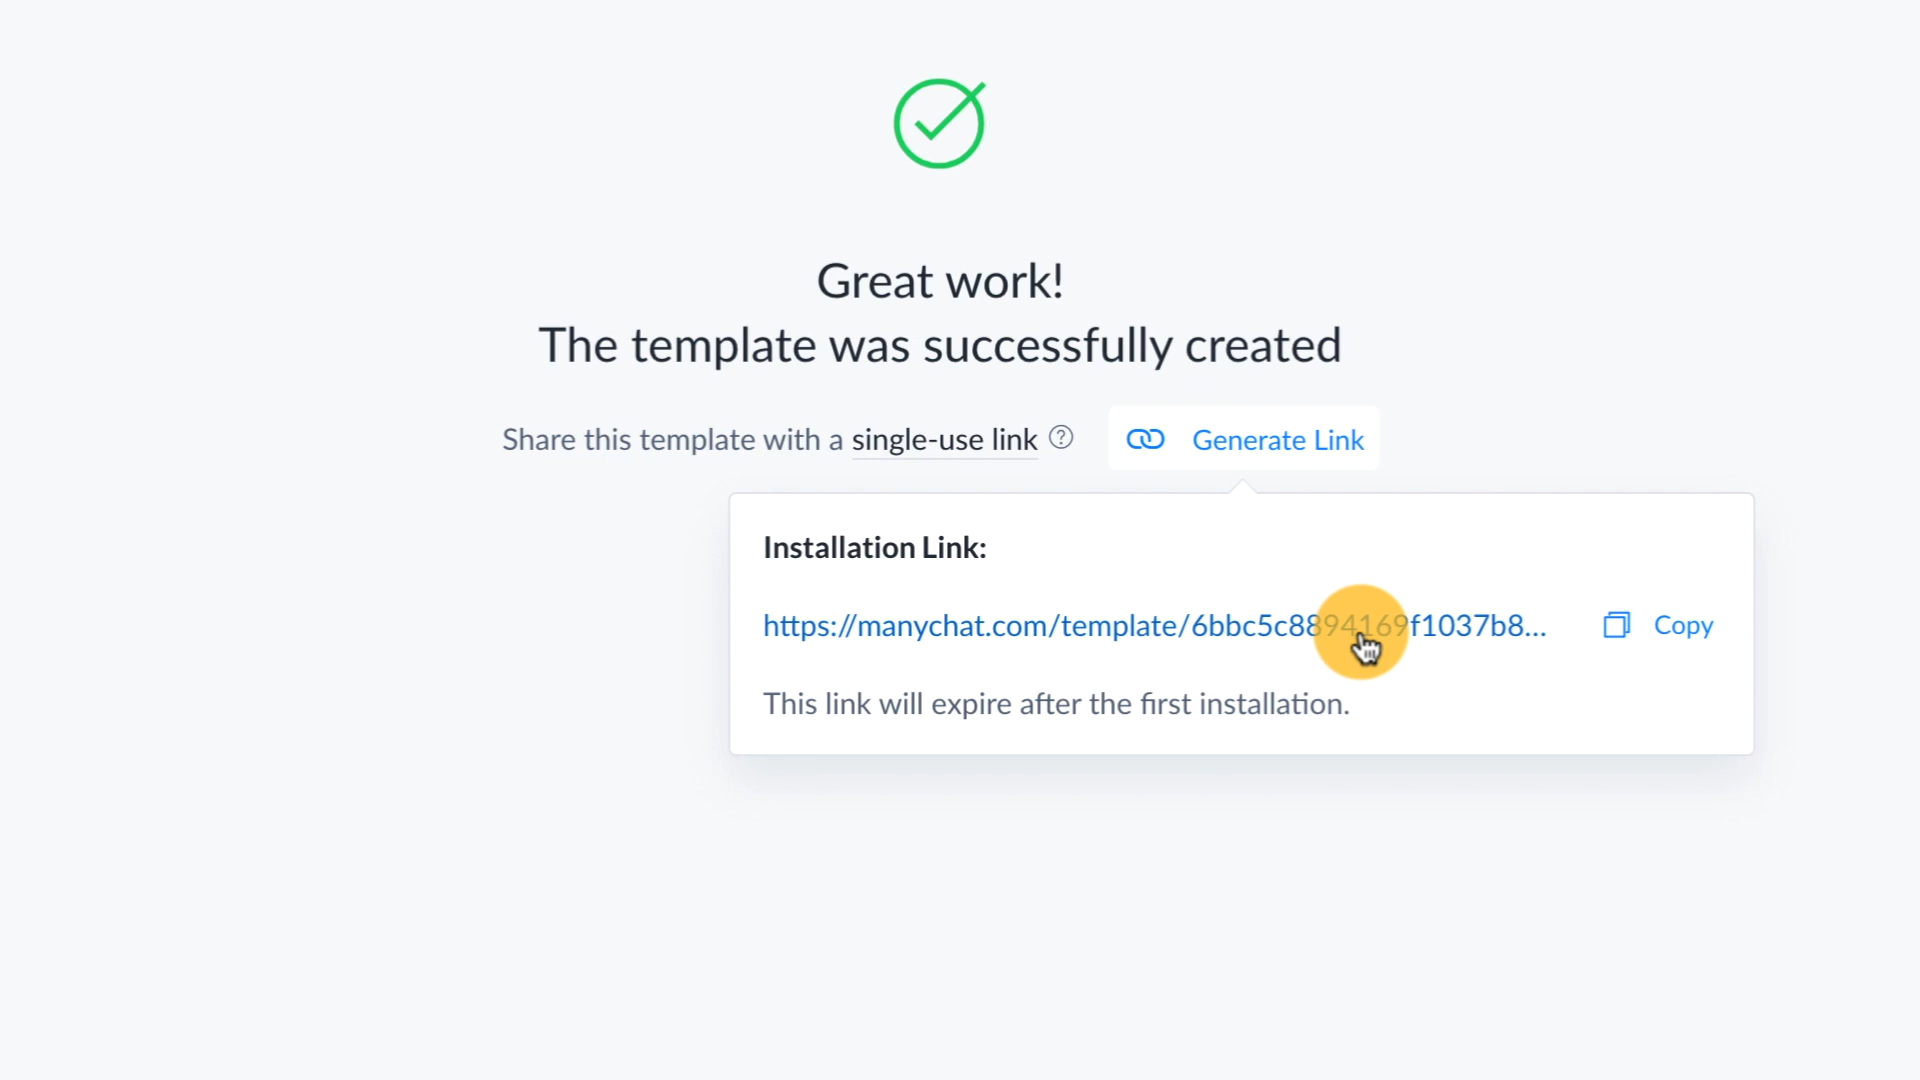 Great work!
The template was successfully created
Share this template with a single-use link ? Generate Link
Installation Link:
https://manychat.com/template/6bbc5c8894169f1037b8... Copy
This link will expire after the first installation.